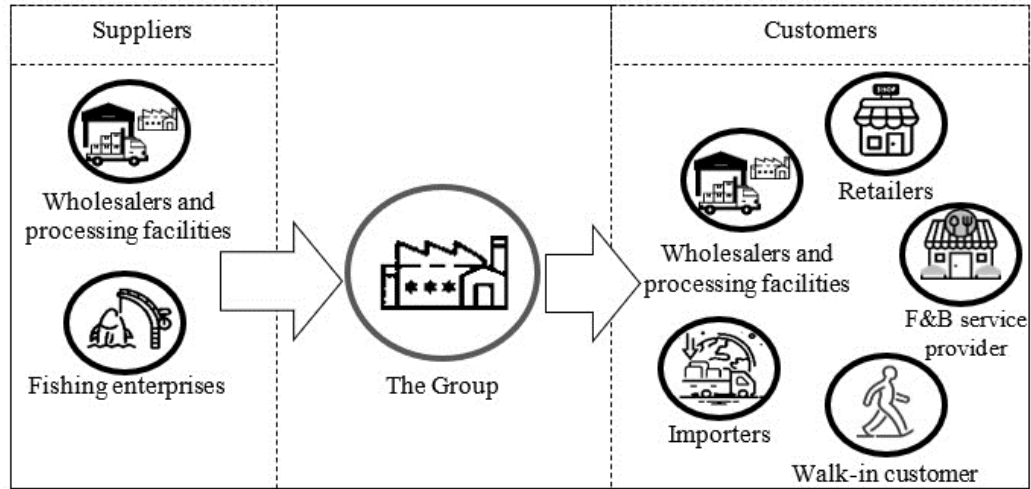 Suppliers
Customers
Wholesalers and
processing facilities
Fishing enterprises
The Group
SHOP
Retailers
Wholesalers and
processing facilities
F&B service
provider
Importers
Walk-in customer